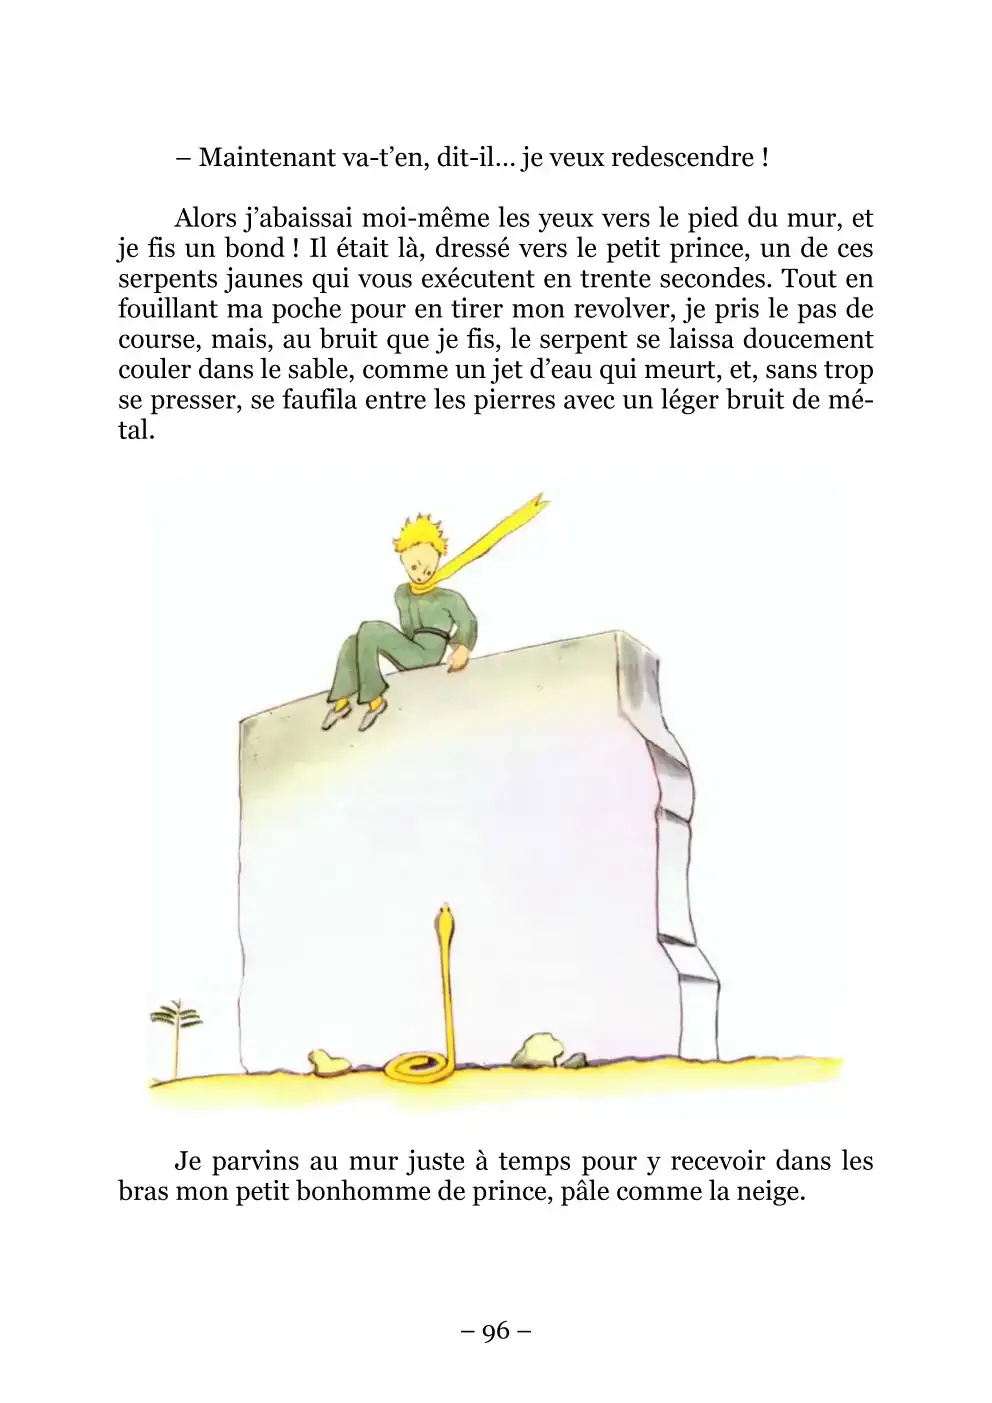 – Maintenant va-t’en, dit-il... je veux redescendre !
Alors j’abaissai moi-même les yeux vers le pied du mur, et
je fis un bond ! Il était là, dressé vers le petit prince, un de ces
serpents jaunes qui vous exécutent en trente secondes. Tout en
fouillant ma poche pour en tirer mon revolver, je pris le pas de
course, mais, au bruit que je fis, le serpent se laissa doucement
couler dans le sable, comme un jet d’eau qui meurt, et, sans trop
se presser, se faufila entre les pierres avec un léger bruit de mé-
tal.
Je parvins au mur juste à temps pour y recevoir dans les
bras mon petit bonhomme de prince, pâle comme la neige.
– 96 –